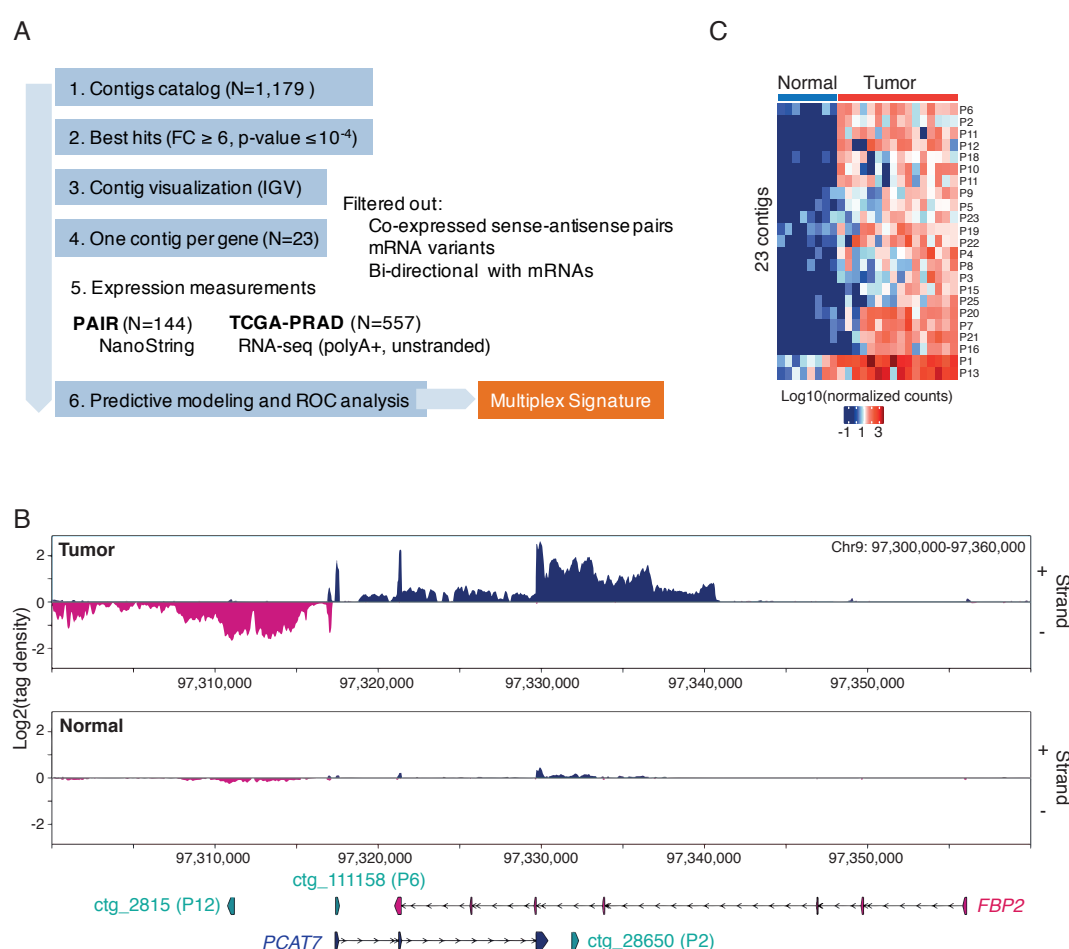 A
1. Contigs catalog (N=1,179 )
2. Best hits (FC ≥ 6, p-value ≤10-4)
3. Contig visualization (IGV)
4. One contig per gene (N=23)
Filtered out:
Co-expressed sense-antisense pairs
mRNA variants
Bi-directional with mRNAs
5. Expression measurements
PAIR (N=144)
NanoString
TCGA-PRAD (N=557)
RNA-seq (polyA+, unstranded)
6. Predictive modeling and ROC analysis
Multiplex Signature
C
Normal
Tumor
23 contigs
P6
P2
P11
P12
P18
P10
P11
P9
P5
P23
P19
P22
P4
P8
P3
P15
P25
P20
P7
P21
P16
P1
P13
Log10(normalized counts)
-1 1 3
B
Log2(tag density)
Tumor
Chr9: 97,300,000-97,360,000
2
0
-2
+
-
Strand
97,310,000
97,320,000
97,330,000
97,340,000
97,350,000
Normal
2
0
-2
+
-
Strand
97,310,000
97,320,000
97,330,000
97,340,000
97,350,000
ctg_111158 (P6)
ctg_2815 (P12)
FBP2
PCAT7
ctg_28650 (P2)